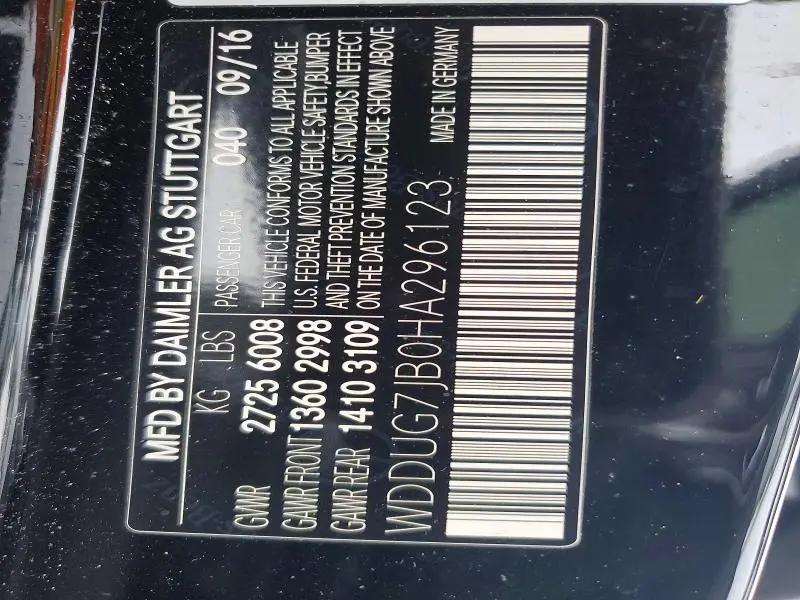 MFD BY DAIMLER AG STUTTGART
KG LBS PASSENGER CAR 040 09/16
GVWR 2725 6008 THIS VEHICLE CONFORMS TO ALL APPLICABLE
GAWR FRONT 1360 2998 U.S. FEDERAL MOTOR VEHICLE SAFETY,BUMPER
GAWR REAR 1410 3109 AND THEFT PREVENTION STANDARDS IN EFFECT
ON THE DATE OF MANUFACTURE SHOWN ABOVE
WDDUG7JB0HA296123 MADE IN GERMANY